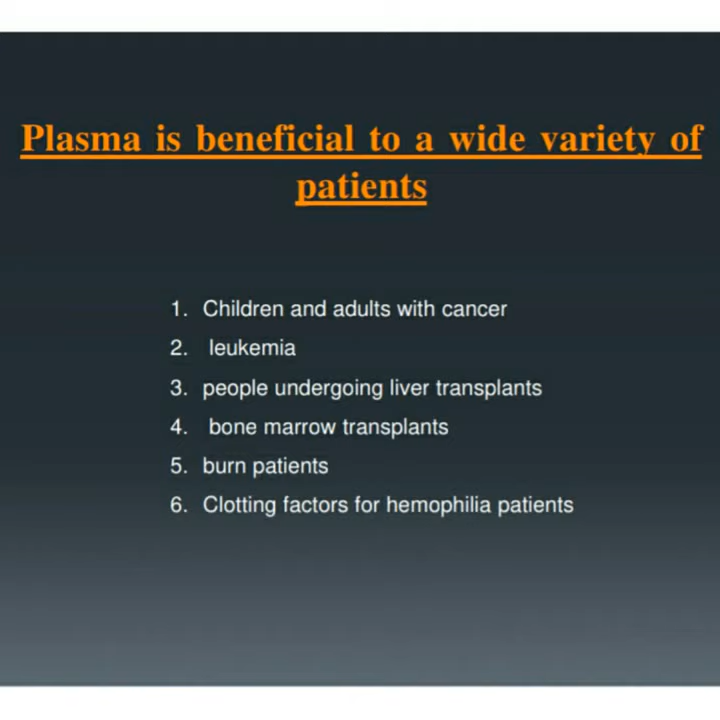 Plasma is beneficial to a wide variety of
patients
1. Children and adults with cancer
2. leukemia
3. people undergoing liver transplants
4. bone marrow transplants
5. burn patients
6. Clotting factors for hemophilia patients